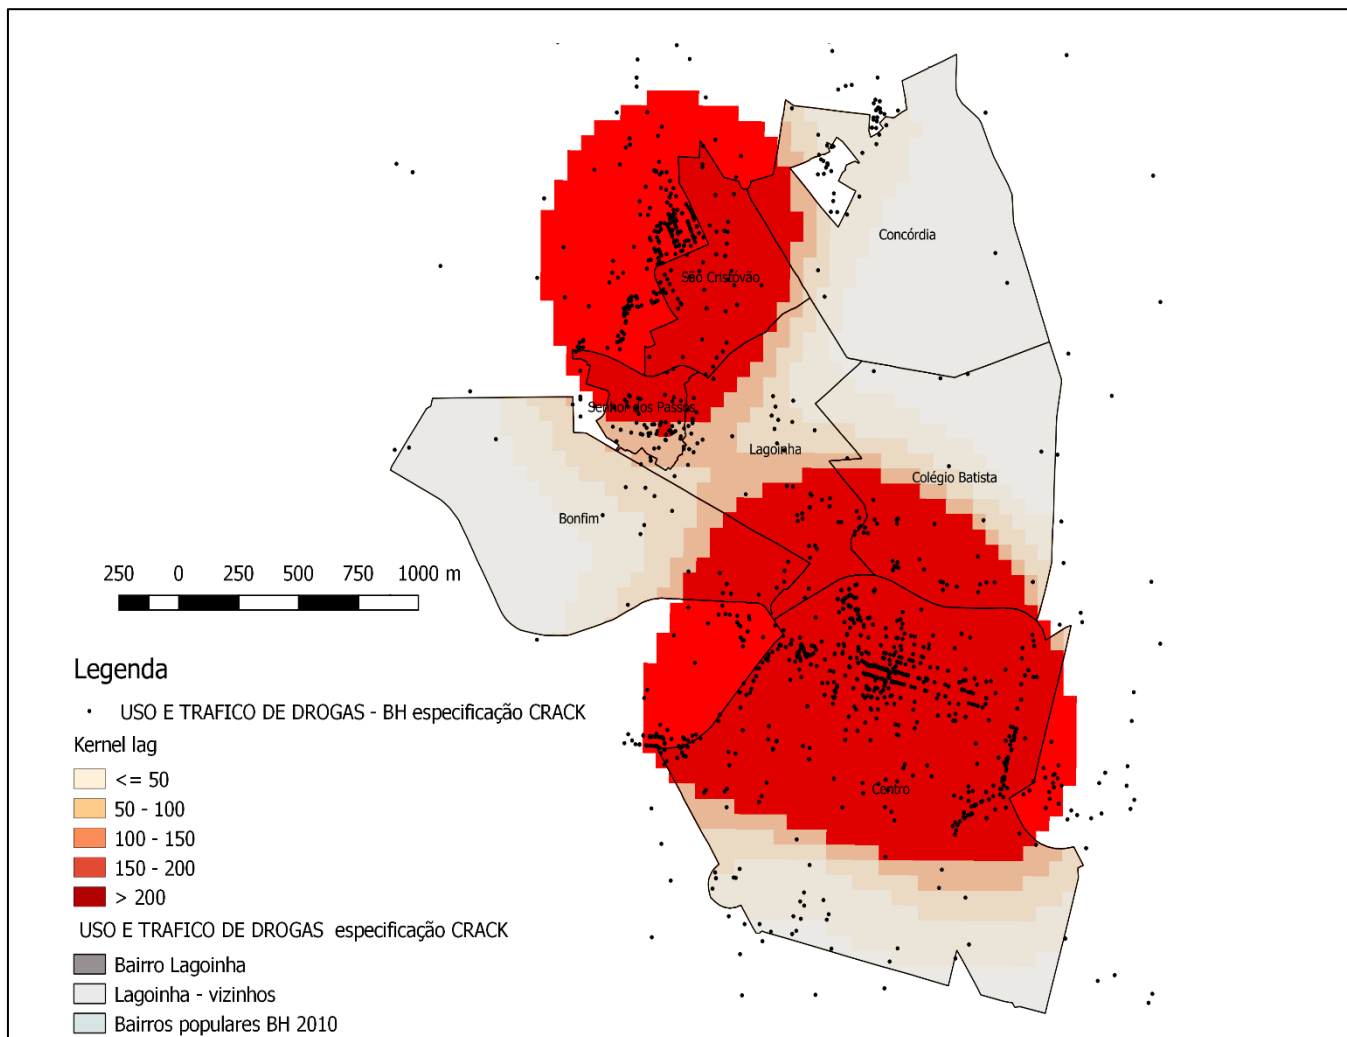 Concórdia
São Cristóvão
Senhor dos Passos
Lagoinha
Colégio Batista
Bonfim
250 0 250 500 750 1000 m
Centro
Legenda
USO E TRAFICO DE DROGAS - BH especificação CRACK
Kernel lag
<= 50
50 - 100
100 - 150
150 - 200
> 200
USO E TRAFICO DE DROGAS especificação CRACK
Bairro Lagoinha
Lagoinha - vizinhos
Bairros populares BH 2010